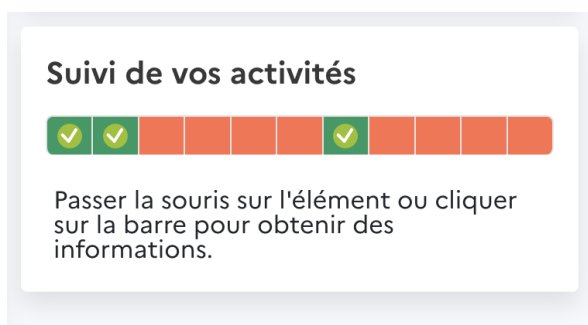 Suivi de vos activités
Passer la souris sur l'élément ou cliquer
sur la barre pour obtenir des
informations.